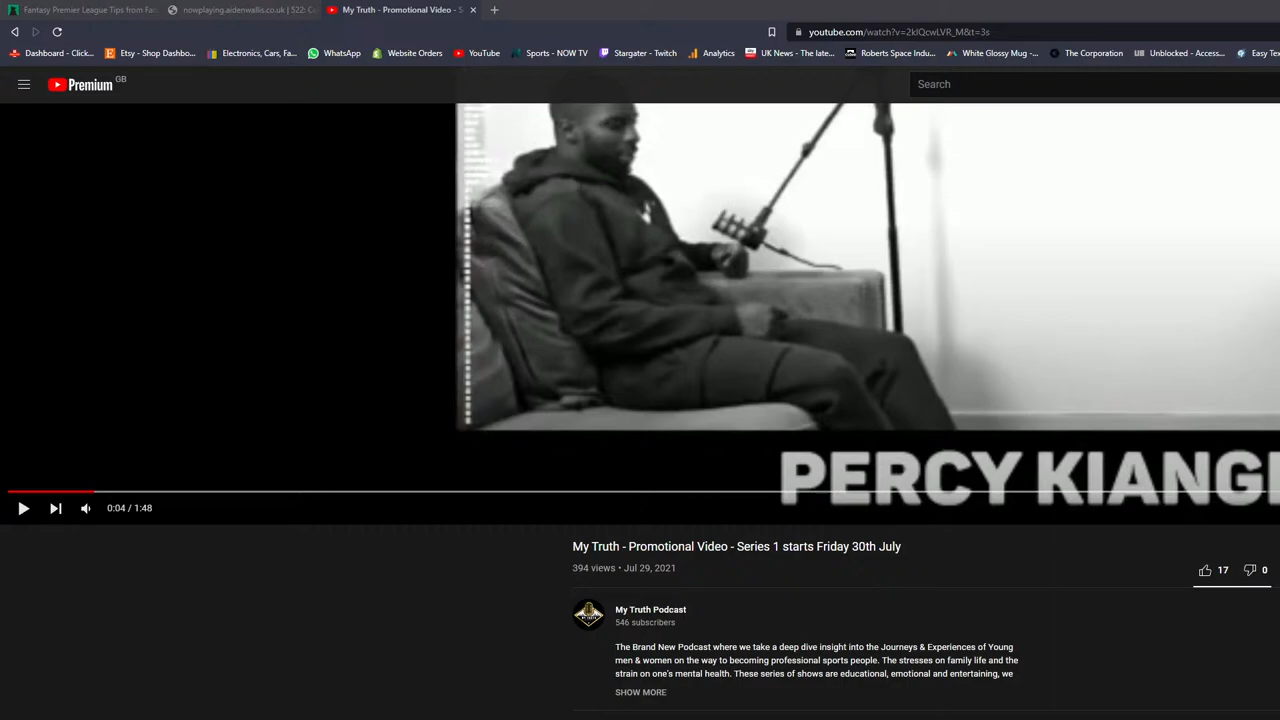 Fantasy Premier League Tips from Fan
nowplaying.aidenwallis.co.uk | 522: C
My Truth - Promotional Video - S
youtube.com/watch?v=2kIQcwLVR_M&t=3s
Dashboard - Click...
Etsy - Shop Dashbo...
Electronics, Cars, Fa...
WhatsApp
Website Orders
YouTube
Sports - NOW TV
Stargater - Twitch
Analytics
UK News - The late...
Roberts Space Indu...
White Glossy Mug -...
The Corporation
Unblocked - Access...
Easy Te
Premium GB
Search
PERCY KIANG
0:04 / 1:48
My Truth - Promotional Video - Series 1 starts Friday 30th July
394 views • Jul 29, 2021
17
0
My Truth Podcast
546 subscribers
The Brand New Podcast where we take a deep dive insight into the Journeys & Experiences of Young
men & women on the way to becoming professional sports people. The stresses on family life and the
strain on one's mental health. These series of shows are educational, emotional and entertaining, we
SHOW MORE